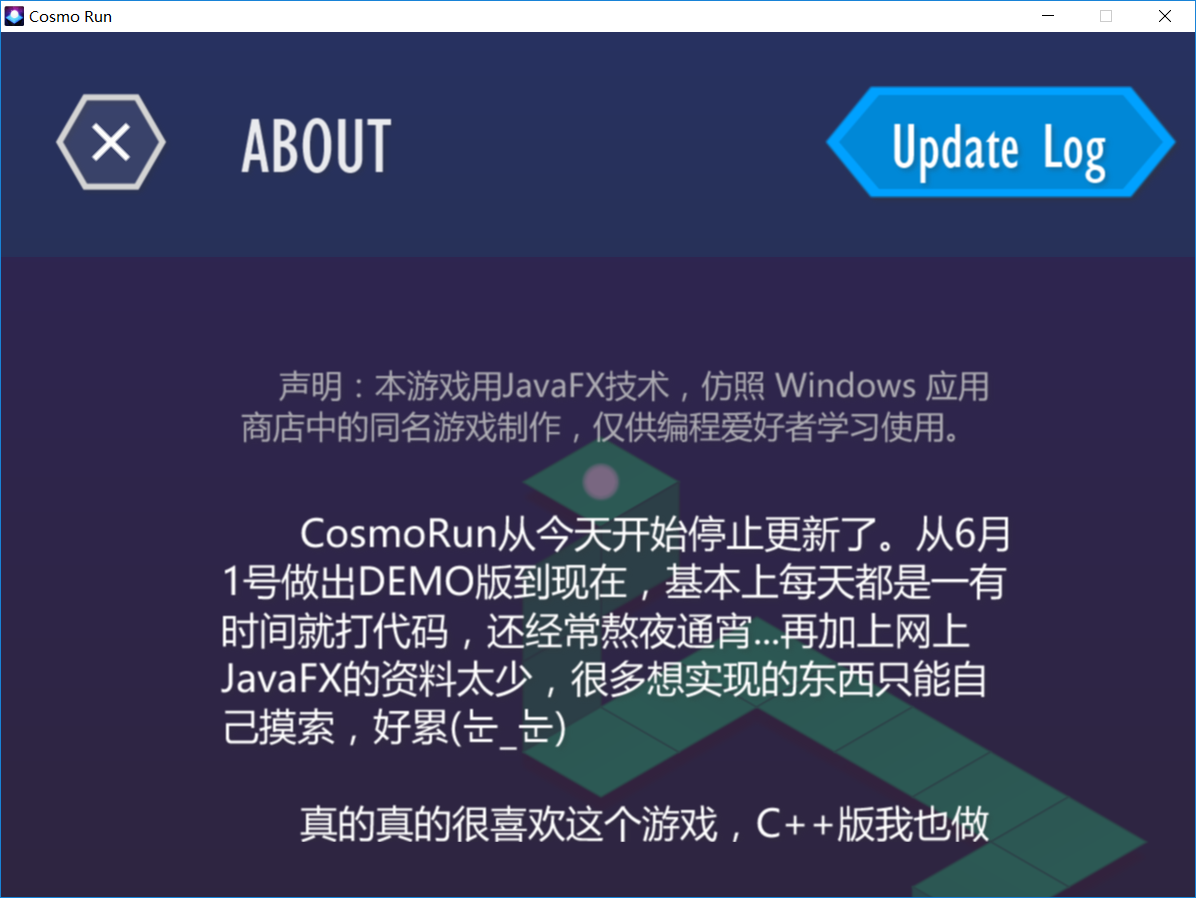 Cosmo Run
ABOUT
Update Log
声明：本游戏用JavaFX技术，仿照 Windows 应用
商店中的同名游戏制作，仅供编程爱好者学习使用。
CosmoRun从今天开始停止更新了。从6月
1号做出DEMO版到现在，基本上每天都是一有
时间就打代码，还经常熬夜通宵...再加上网上
JavaFX的资料太少，很多想实现的东西只能自
己摸索，好累(눈_눈)
真的真的很喜欢这个游戏，C++版我也做